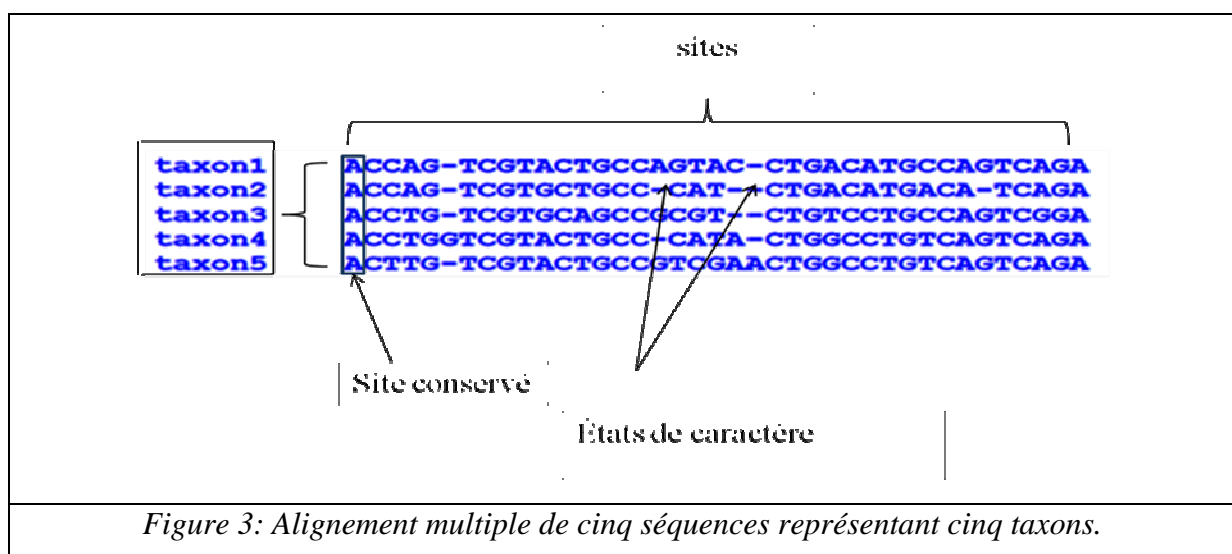 sites
taxon1 ACCAG-TCGTACTGCCAGTAC-CTGACATGCCAGTCAGA
taxon2 ACCAG-TCGTGCTGCC-CAT--CTGACATGACA-TCAGA
taxon3 ACCTG-TCGTGCAGCCGCGT--CTGTCCTGCCAGTCGGA
taxon4 ACCTGGTCGTACTGCC-CATA-CTGGCCTGTCAGTCAGA
taxon5 ACTTG-TCGTACTGCCGTCGAACTGGCCTGTCAGTCAGA
Site conservé
États de caractère
Figure 3: Alignement multiple de cinq séquences représentant cinq taxons.